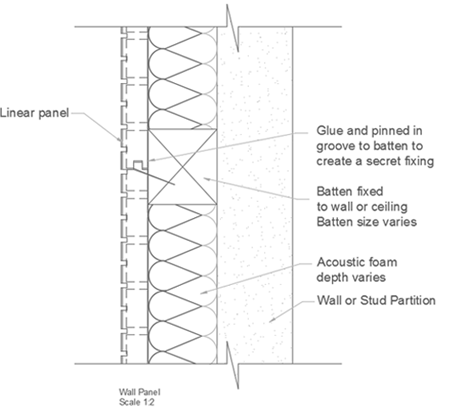 Linear panel
Glue and pinned in
groove to batten to
create a secret fixing
Batten fixed
to wall or ceiling
Batten size varies
Acoustic foam
depth varies
Wall or Stud Partition
Wall Panel
Scale 1:2